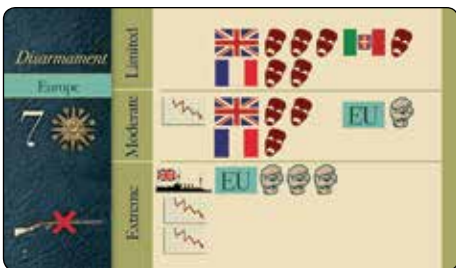 Disarmament
Europe
7
Limited
Moderate
EU
Extreme
EU